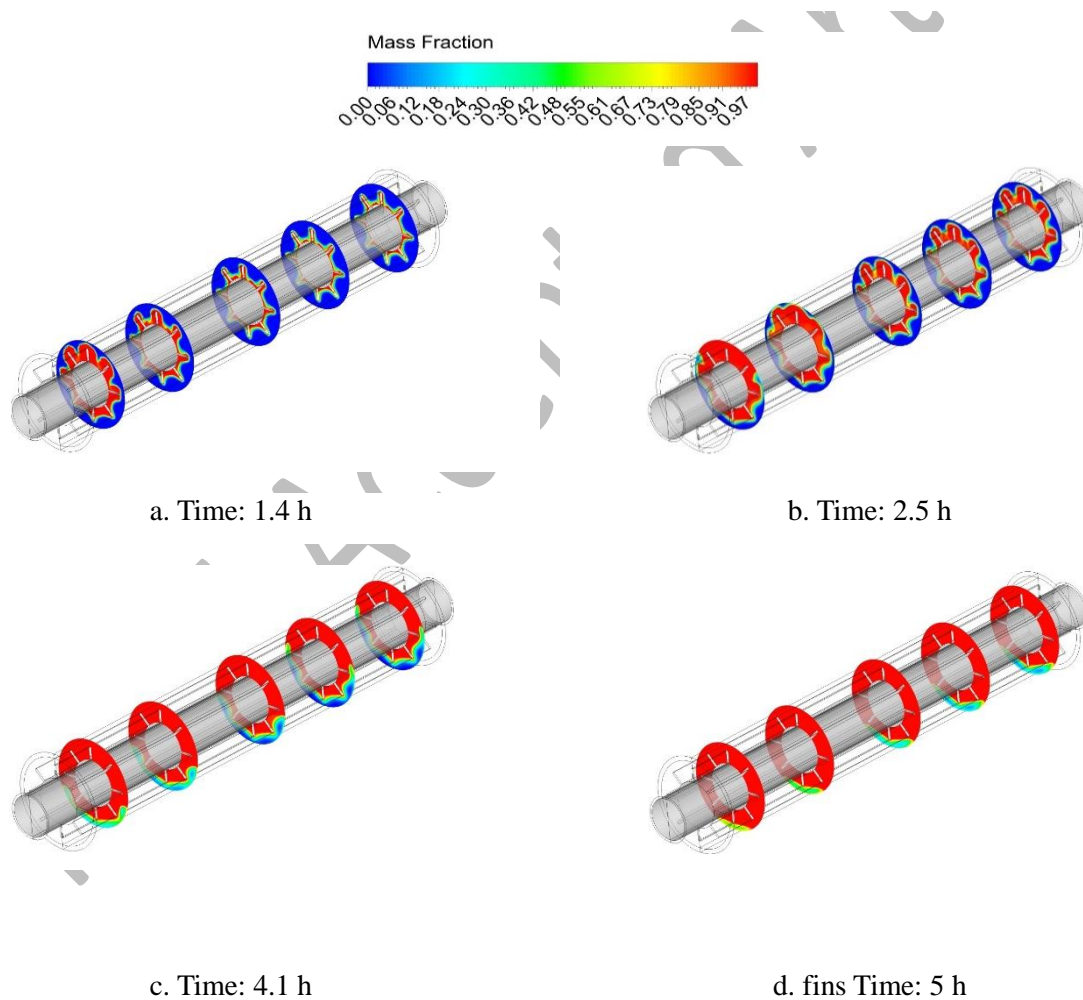 Mass Fraction
0.00 0.06 0.12 0.18 0.24 0.30 0.36 0.42 0.48 0.55 0.61 0.67 0.73 0.79 0.85 0.91 0.97
a. Time: 1.4 h
b. Time: 2.5 h
c. Time: 4.1 h
d. fins Time: 5 h